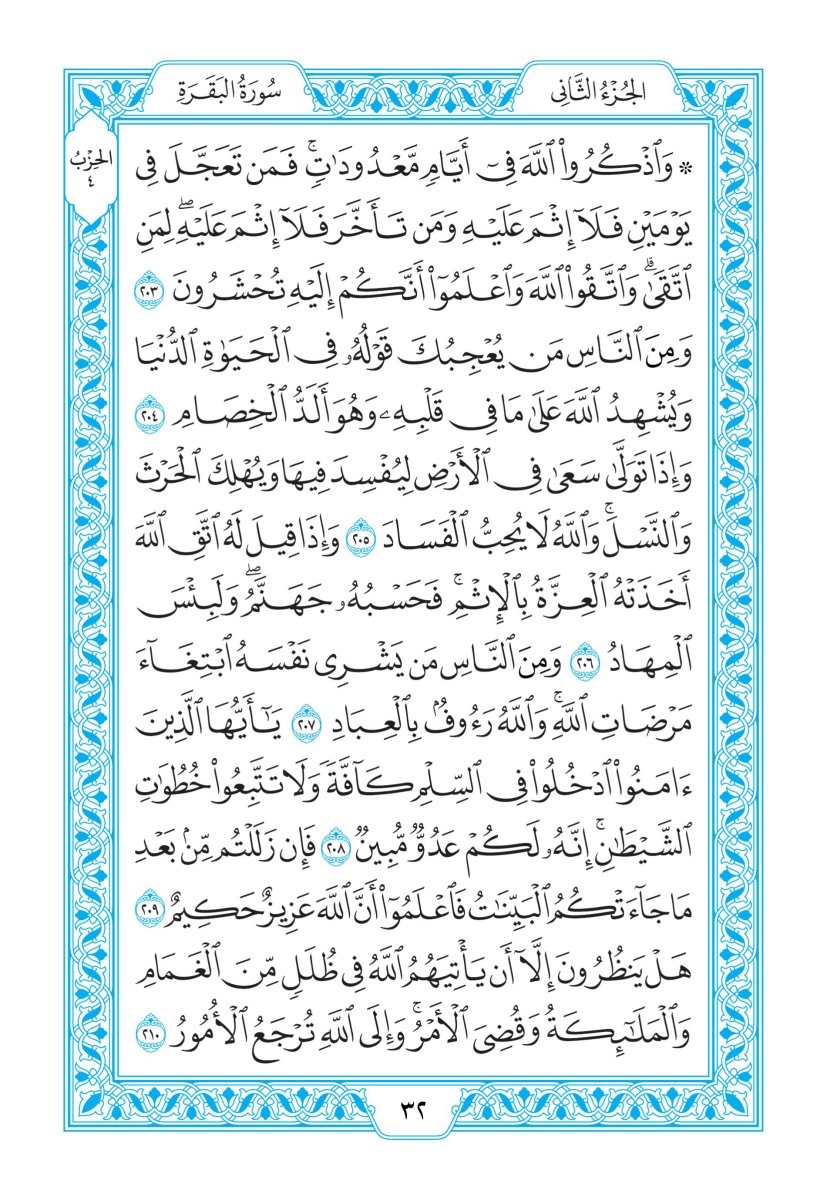 الجُزْءُ الثَّانِي
سُورَةُ البَقَرَةِ
الحِزْبُ
٤
۞ وَٱذْكُرُوا۟ ٱللَّهَ فِىٓ أَيَّامٍ مَّعْدُودَٰتٍ ۚ فَمَن تَعَجَّلَ فِى
يَوْمَيْنِ فَلَآ إِثْمَ عَلَيْهِ وَمَن تَأَخَّرَ فَلَآ إِثْمَ عَلَيْهِ ۖ لِمَنِ
ٱتَّقَىٰ ۗ وَٱتَّقُوا۟ ٱللَّهَ وَٱعْلَمُوٓا۟ أَنَّكُمْ إِلَيْهِ تُحْشَرُونَ ٢٠٣
وَمِنَ ٱلنَّاسِ مَن يُعْجِبُكَ قَوْلُهُۥ فِى ٱلْحَيَوٰةِ ٱلدُّنْيَا
وَيُشْهِدُ ٱللَّهَ عَلَىٰ مَا فِى قَلْبِهِۦ وَهُوَ أَلَدُّ ٱلْخِصَامِ ٢٠٤
وَإِذَا تَوَلَّىٰ سَعَىٰ فِى ٱلْأَرْضِ لِيُفْسِدَ فِيهَا وَيُهْلِكَ ٱلْحَرْثَ
وَٱلنَّسْلَ ۚ وَٱللَّهُ لَا يُحِبُّ ٱلْفَسَادَ ٢٠٥ وَإِذَا قِيلَ لَهُ ٱتَّقِ ٱللَّهَ
أَخَذَتْهُ ٱلْعِزَّةُ بِٱلْإِثْمِ ۚ فَحَسْبُهُۥ جَهَنَّمُ ۖ وَلَبِئْسَ
ٱلْمِهَادُ ٢٠٦ وَمِنَ ٱلنَّاسِ مَن يَشْرِى نَفْسَهُ ٱبْتِغَآءَ
مَرْضَاتِ ٱللَّهِ ۚ وَٱللَّهُ رَءُوفٌۢ بِٱلْعِبَادِ ٢٠٧ يَٰٓأَيُّهَا ٱلَّذِينَ
ءَامَنُوا۟ ٱدْخُلُوا۟ فِى ٱلسِّلْمِ كَآفَّةً وَلَا تَتَّبِعُوا۟ خُطُوَٰتِ
ٱلشَّيْطَٰنِ ۚ إِنَّهُۥ لَكُمْ عَدُوٌّ مُّبِينٌ ٢٠٨ فَإِن زَلَلْتُم مِّنۢ بَعْدِ
مَا جَآءَتْكُمُ ٱلْبَيِّنَٰتُ فَٱعْلَمُوٓا۟ أَنَّ ٱللَّهَ عَزِيزٌ حَكِيمٌ ٢٠٩
هَلْ يَنظُرُونَ إِلَّآ أَن يَأْتِيَهُمُ ٱللَّهُ فِى ظُلَلٍ مِّنَ ٱلْغَمَامِ
وَٱلْمَلَٰٓئِكَةُ وَقُضِىَ ٱلْأَمْرُ ۚ وَإِلَى ٱللَّهِ تُرْجَعُ ٱلْأُمُورُ ٢١٠
٣٢